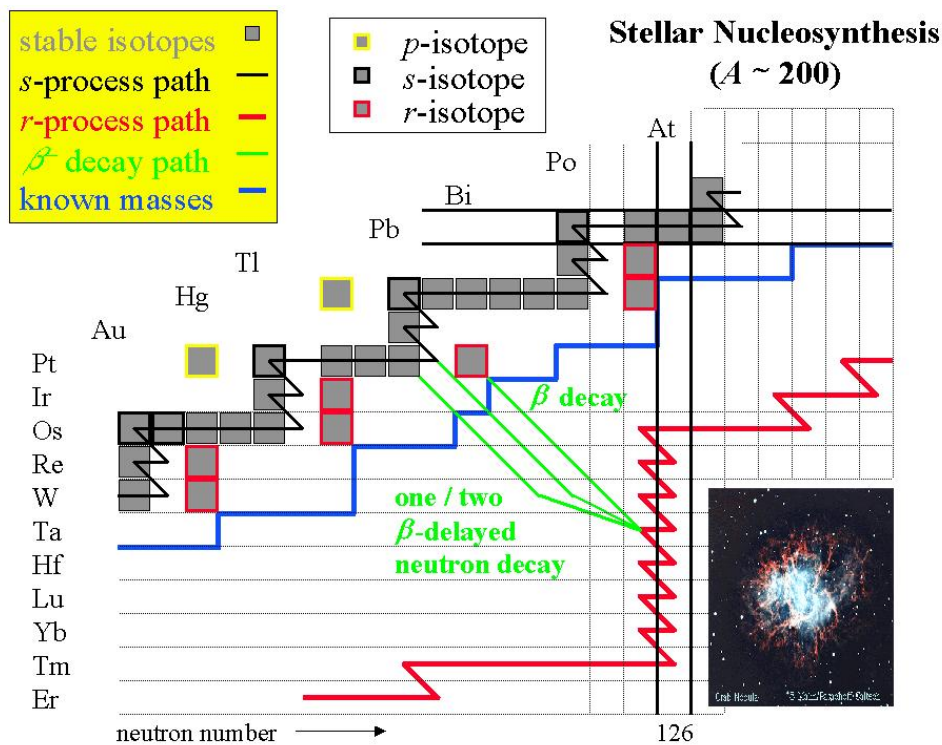 stable isotopes
s-process path
r-process path
β⁻ decay path
known masses
p-isotope
s-isotope
r-isotope
Stellar Nucleosynthesis
(A ~ 200)
At
Po
Bi
Pb
Tl
Hg
Au
Pt
Ir
Os
Re
W
Ta
Hf
Lu
Yb
Tm
Er
β decay
one / two
β-delayed
neutron decay
Crab Nebula
neutron number
126